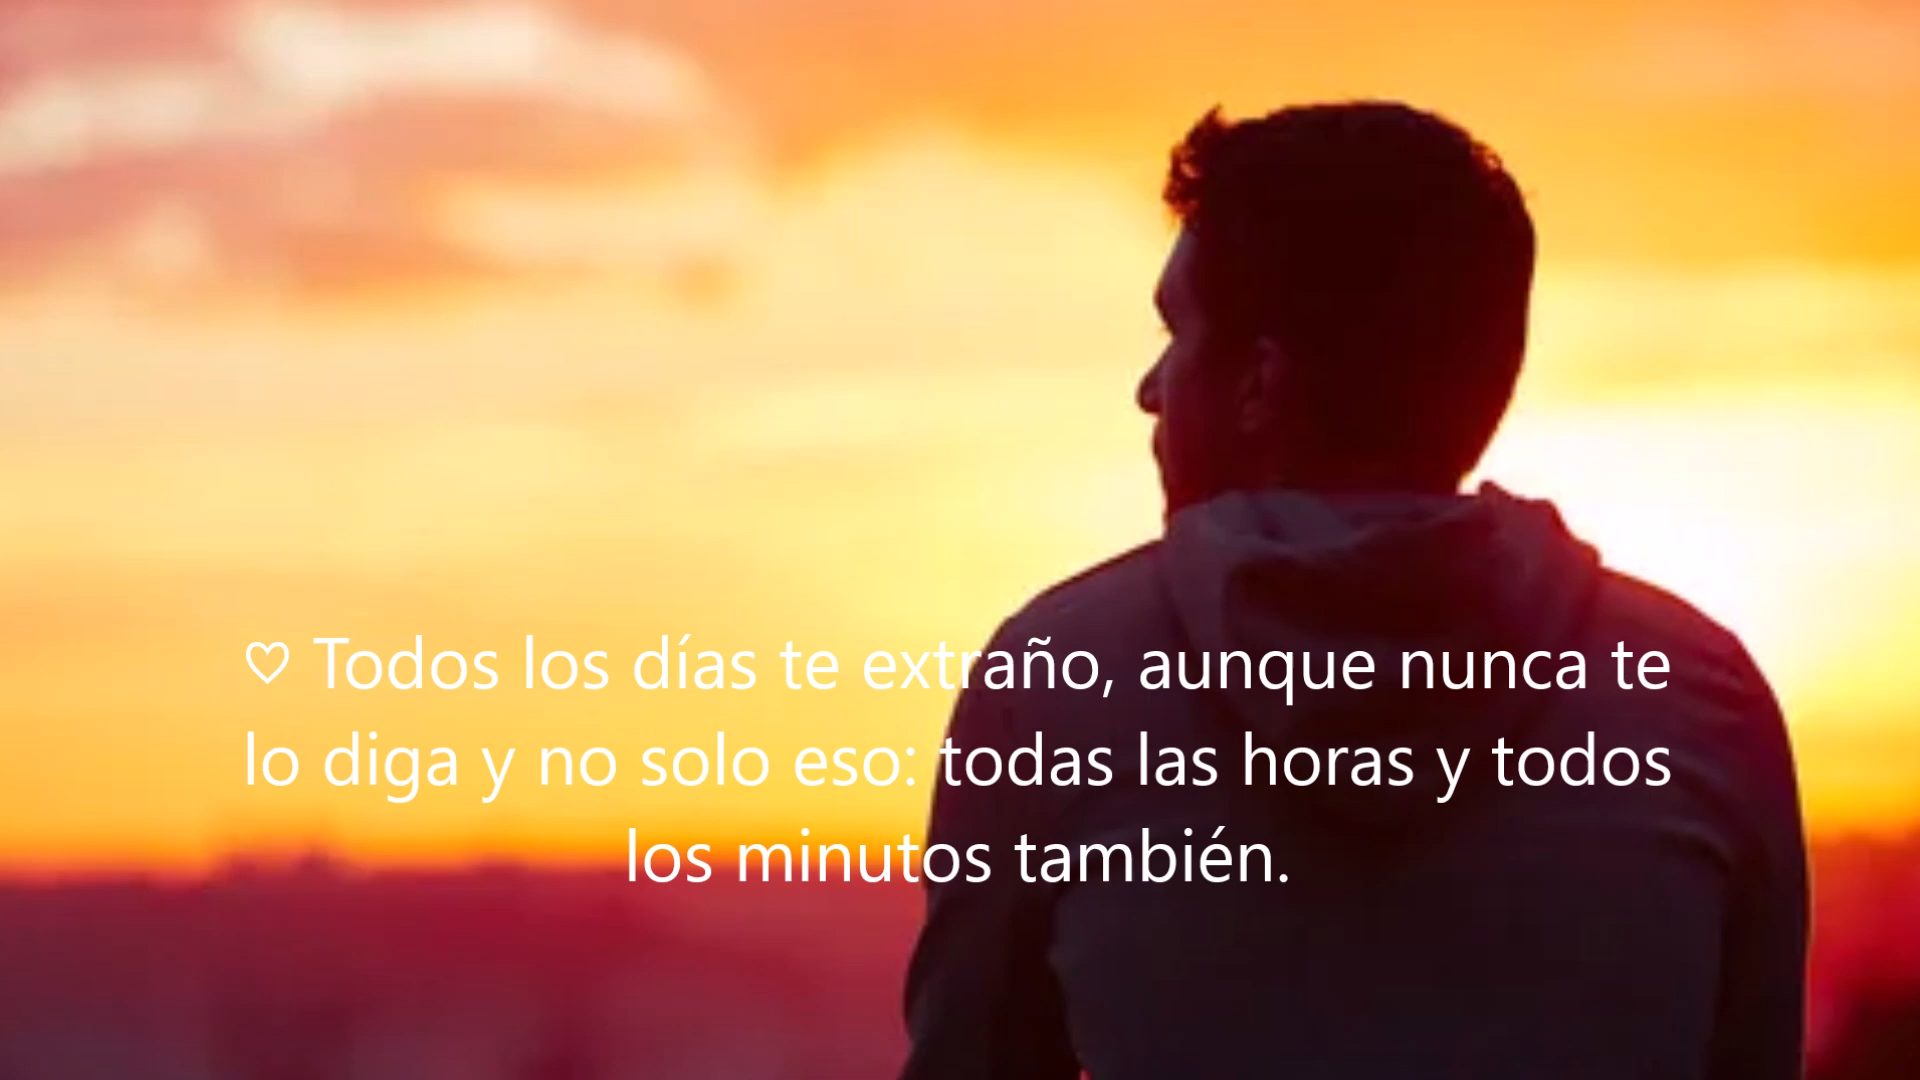 ♡ Todos los días te extraño, aunque nunca te
lo diga y no solo eso: todas las horas y todos
los minutos también.